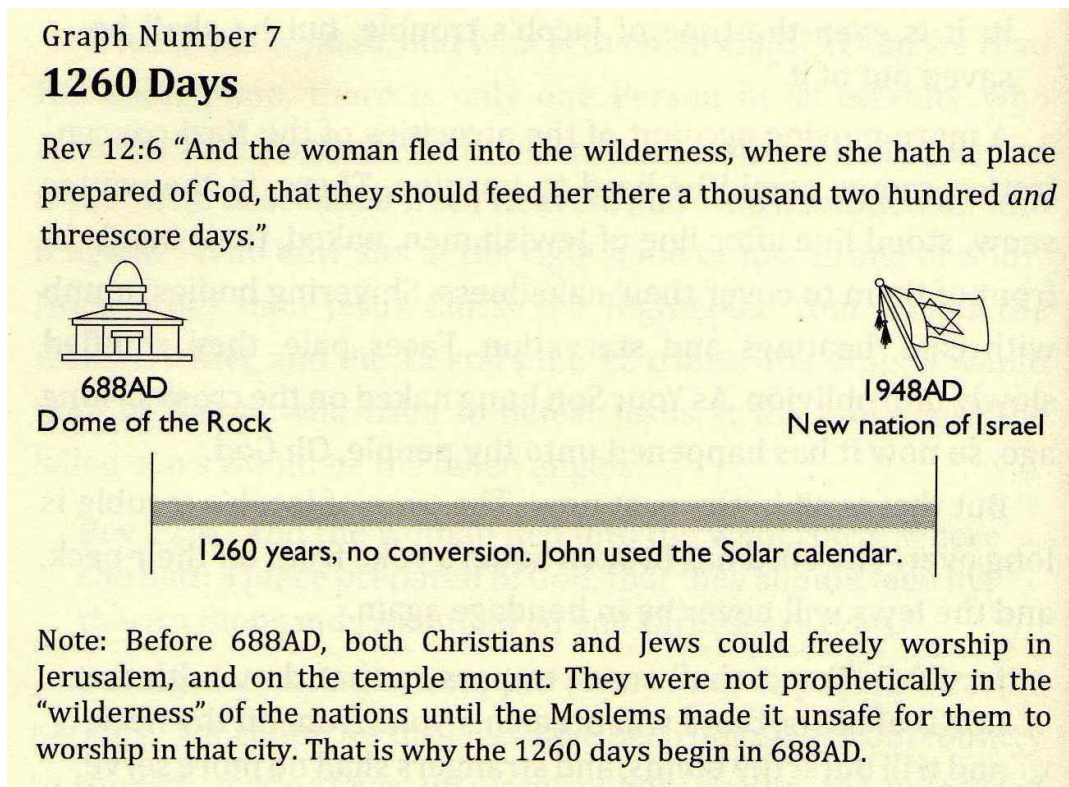 Graph Number 7
1260 Days
Rev 12:6 “And the woman fled into the wilderness, where she hath a place
prepared of God, that they should feed her there a thousand two hundred and
threescore days.”
688AD
Dome of the Rock
1948AD
New nation of Israel
1260 years, no conversion. John used the Solar calendar.
Note: Before 688AD, both Christians and Jews could freely worship in
Jerusalem, and on the temple mount. They were not prophetically in the
“wilderness” of the nations until the Moslems made it unsafe for them to
worship in that city. That is why the 1260 days begin in 688AD.